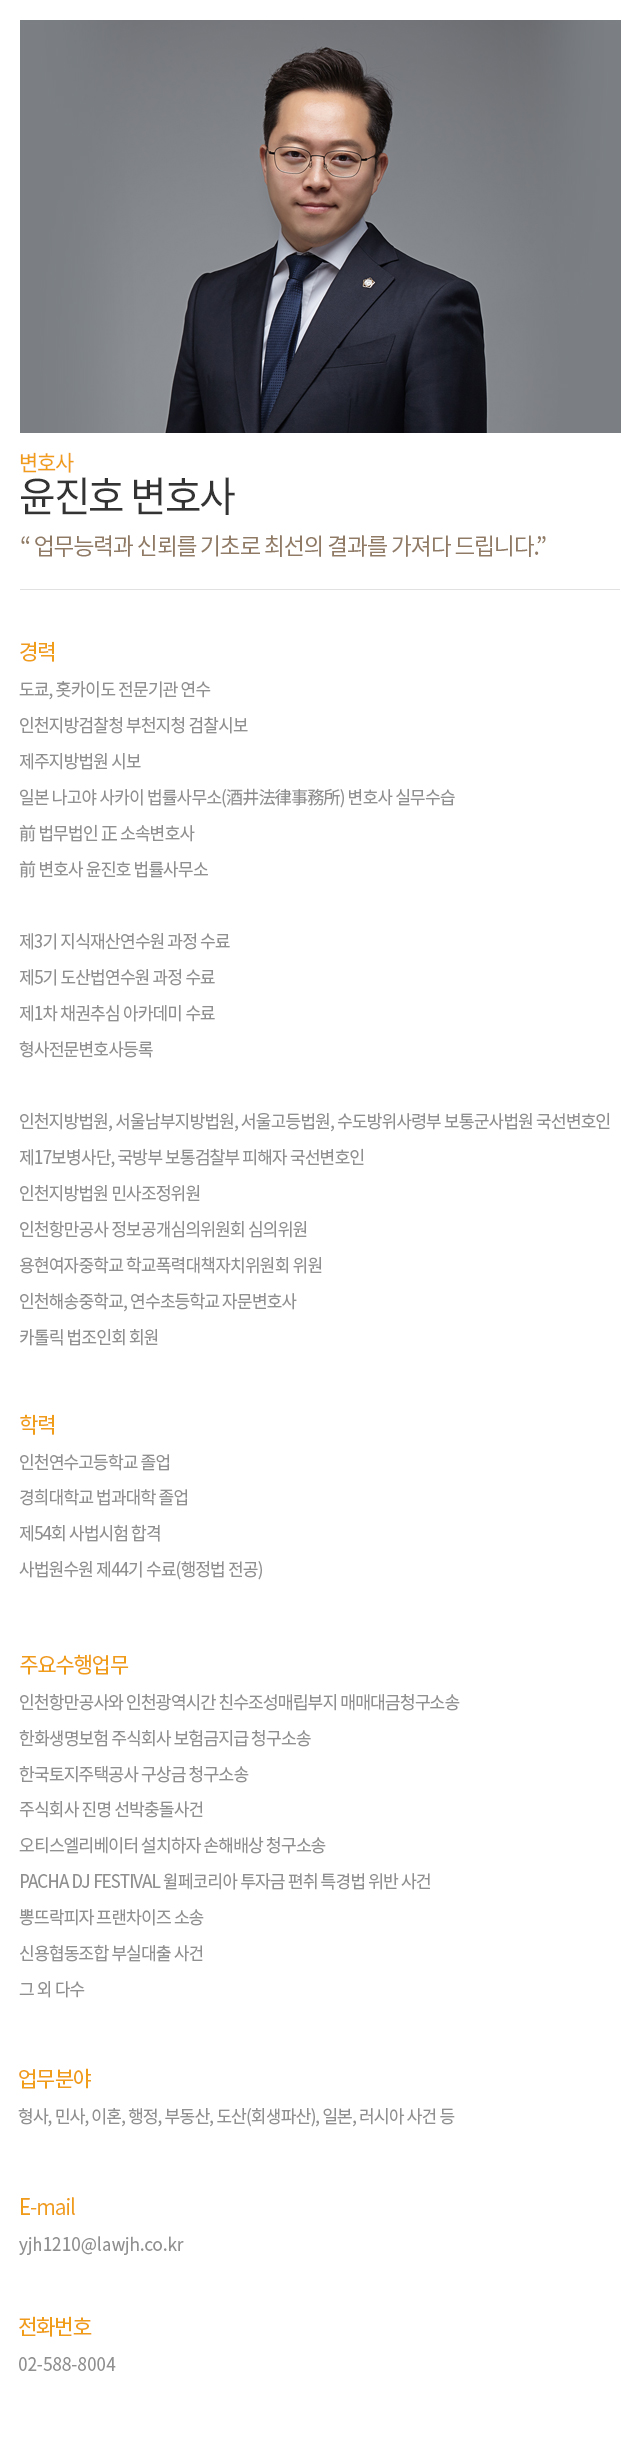 변호사
윤진호 변호사
“ 업무능력과 신뢰를 기초로 최선의 결과를 가져다 드립니다.”
경력
도쿄, 홋카이도 전문기관 연수
인천지방검찰청 부천지청 검찰시보
제주지방법원 시보
일본 나고야 사카이 법률사무소(酒井法律事務所) 변호사 실무수습
前 법무법인 正 소속변호사
前 변호사 윤진호 법률사무소
제3기 지식재산연수원 과정 수료
제5기 도산법연수원 과정 수료
제1차 채권추심 아카데미 수료
형사전문변호사등록
인천지방법원, 서울남부지방법원, 서울고등법원, 수도방위사령부 보통군사법원 국선변호인
제17보병사단, 국방부 보통검찰부 피해자 국선변호인
인천지방법원 민사조정위원
인천항만공사 정보공개심의위원회 심의위원
용현여자중학교 학교폭력대책자치위원회 위원
인천해송중학교, 연수초등학교 자문변호사
카톨릭 법조인회 회원
학력
인천연수고등학교 졸업
경희대학교 법과대학 졸업
제54회 사법시험 합격
사법원수원 제44기 수료(행정법 전공)
주요수행업무
인천항만공사와 인천광역시간 친수조성매립부지 매매대금청구소송
한화생명보험 주식회사 보험금지급 청구소송
한국토지주택공사 구상금 청구소송
주식회사 진명 선박충돌사건
오티스엘리베이터 설치하자 손해배상 청구소송
PACHA DJ FESTIVAL 윌페코리아 투자금 편취 특경법 위반 사건
뽕뜨락피자 프랜차이즈 소송
신용협동조합 부실대출 사건
그 외 다수
업무분야
형사, 민사, 이혼, 행정, 부동산, 도산(회생파산), 일본, 러시아 사건 등
E-mail
yjh1210@lawjh.co.kr
전화번호
02-588-8004